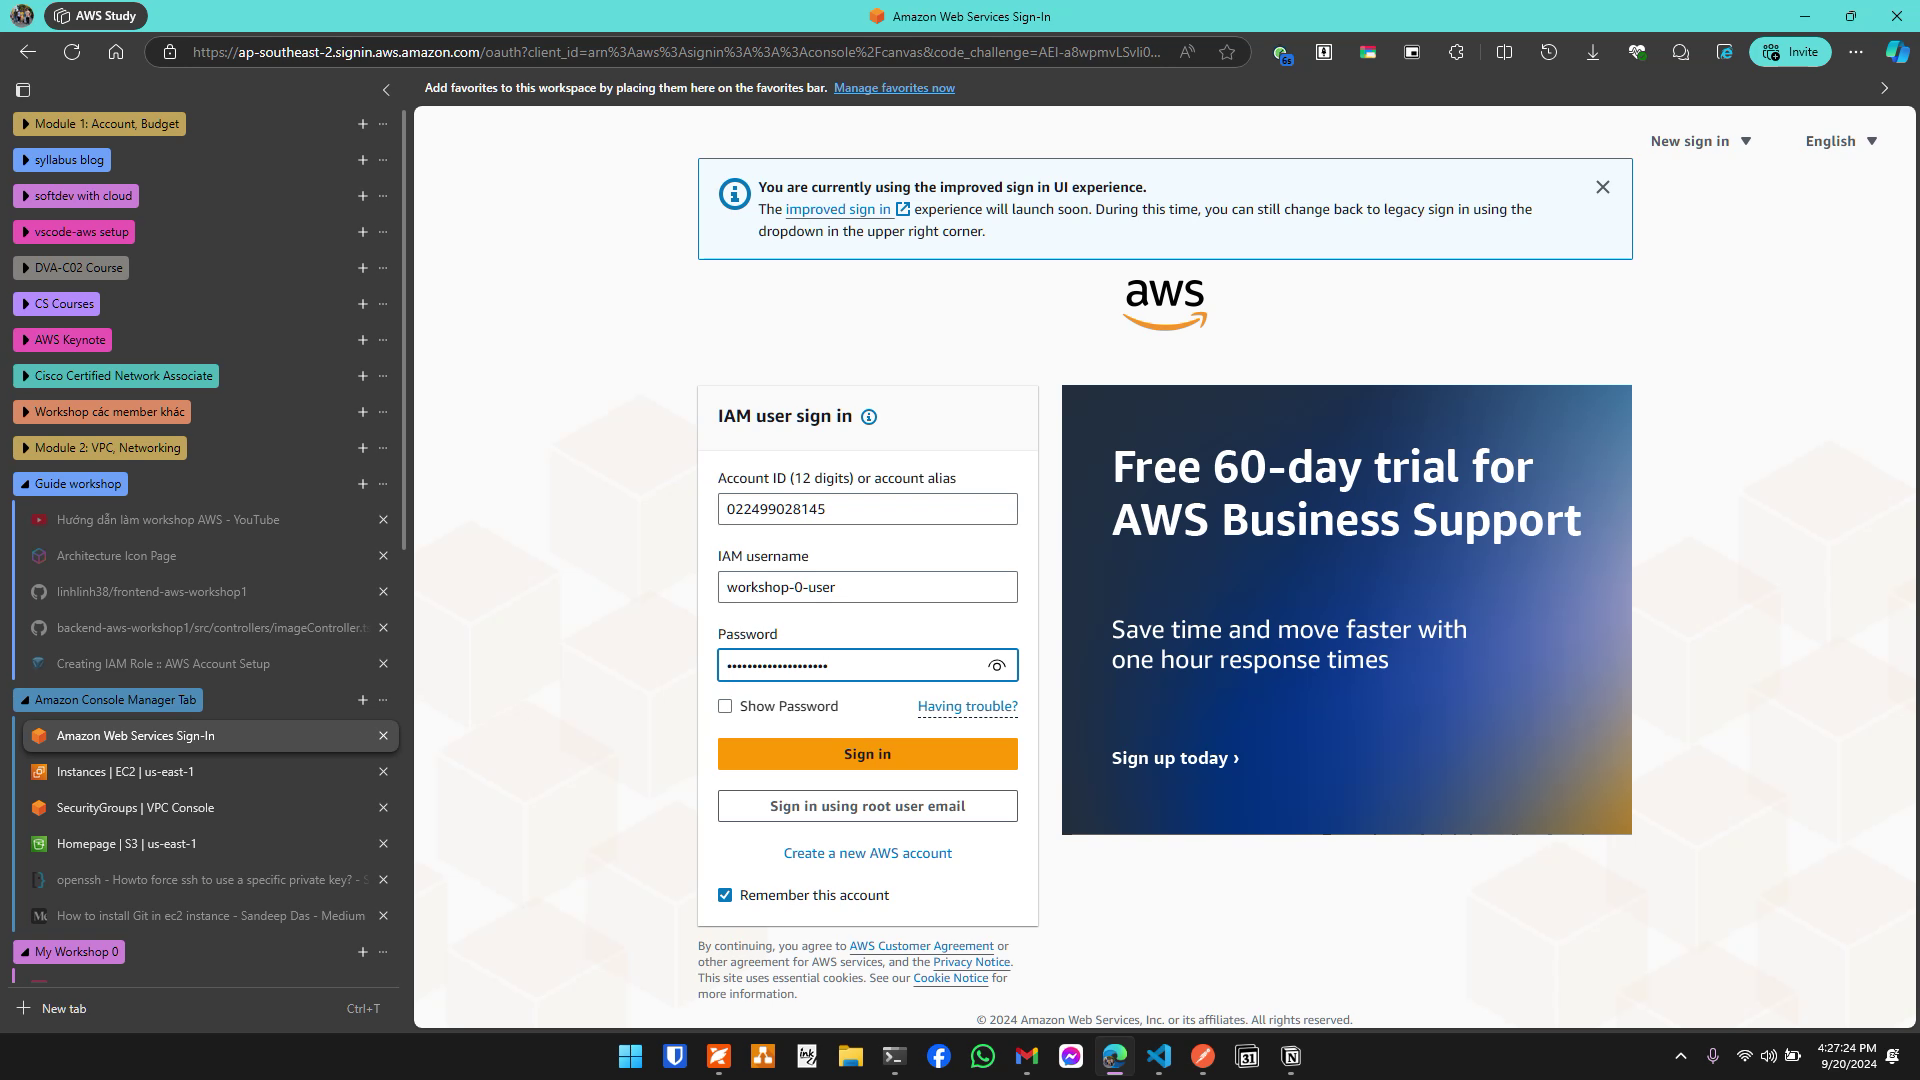 AWS Study
Amazon Web Services Sign-In
https://ap-southeast-2.signin.aws.amazon.com/oauth?client_id=arn%3Aaws%3Asignin%3A%3A%3Aconsole%2Fcanvas&code_challenge=AEI-a8wpmvLSvli0...
6s
Invite
Add favorites to this workspace by placing them here on the favorites bar. Manage favorites now
Module 1: Account, Budget
syllabus blog
softdev with cloud
vscode-aws setup
DVA-C02 Course
CS Courses
AWS Keynote
Cisco Certified Network Associate
Workshop các member khác
Module 2: VPC, Networking
Guide workshop
Hướng dẫn làm workshop AWS - YouTube
Architecture Icon Page
linhlinh38/frontend-aws-workshop1
backend-aws-workshop1/src/controllers/imageController.t
Creating IAM Role :: AWS Account Setup
Amazon Console Manager Tab
Amazon Web Services Sign-In
Instances | EC2 | us-east-1
SecurityGroups | VPC Console
Homepage | S3 | us-east-1
openssh - Howto force ssh to use a specific private key? - S
How to install Git in ec2 instance - Sandeep Das - Medium
My Workshop 0
New tab
Ctrl+T
New sign in
English
You are currently using the improved sign in UI experience.
The improved sign in experience will launch soon. During this time, you can still change back to legacy sign in using the
dropdown in the upper right corner.
aws
IAM user sign in
Account ID (12 digits) or account alias
022499028145
IAM username
workshop-0-user
Password
••••••••••••••••••••
Show Password
Having trouble?
Sign in
Sign in using root user email
Create a new AWS account
Remember this account
By continuing, you agree to AWS Customer Agreement or
other agreement for AWS services, and the Privacy Notice.
This site uses essential cookies. See our Cookie Notice for
more information.
Free 60-day trial for
AWS Business Support
Save time and move faster with
one hour response times
Sign up today ›
© 2024 Amazon Web Services, Inc. or its affiliates. All rights reserved.
ink
31
4:27:24 PM
9/20/2024